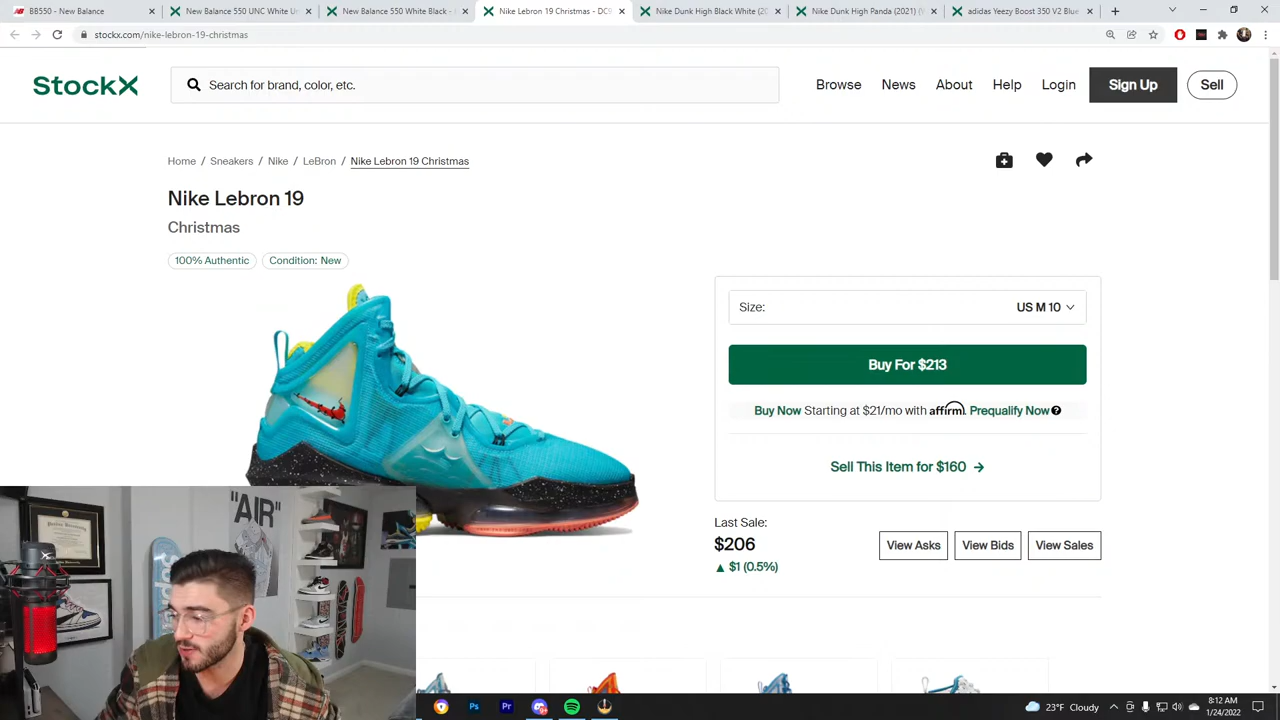 BB550 - New Balance
New Balance 550 UNC White Un
New Balance 550 White Black -
Nike Lebron 19 Christmas - DC9
Nike Dunk High Black White (20
Nike Dunk High Panda (2021) (W
adidas Yeezy Boost 350 V2 Blue
stockx.com/nike-lebron-19-christmas
StockX
Search for brand, color, etc.
Browse News About Help Login Sign Up Sell
Home / Sneakers / Nike / LeBron / Nike Lebron 19 Christmas
Nike Lebron 19
Christmas
100% Authentic Condition: New
Size: US M 10
Buy For $213
Buy Now Starting at $21/mo with affirm. Prequalify Now
Sell This Item for $160 →
Last Sale:
$206
▲ $1 (0.5%)
View Asks View Bids View Sales
"AIR"
23°F Cloudy
8:12 AM
1/24/2022